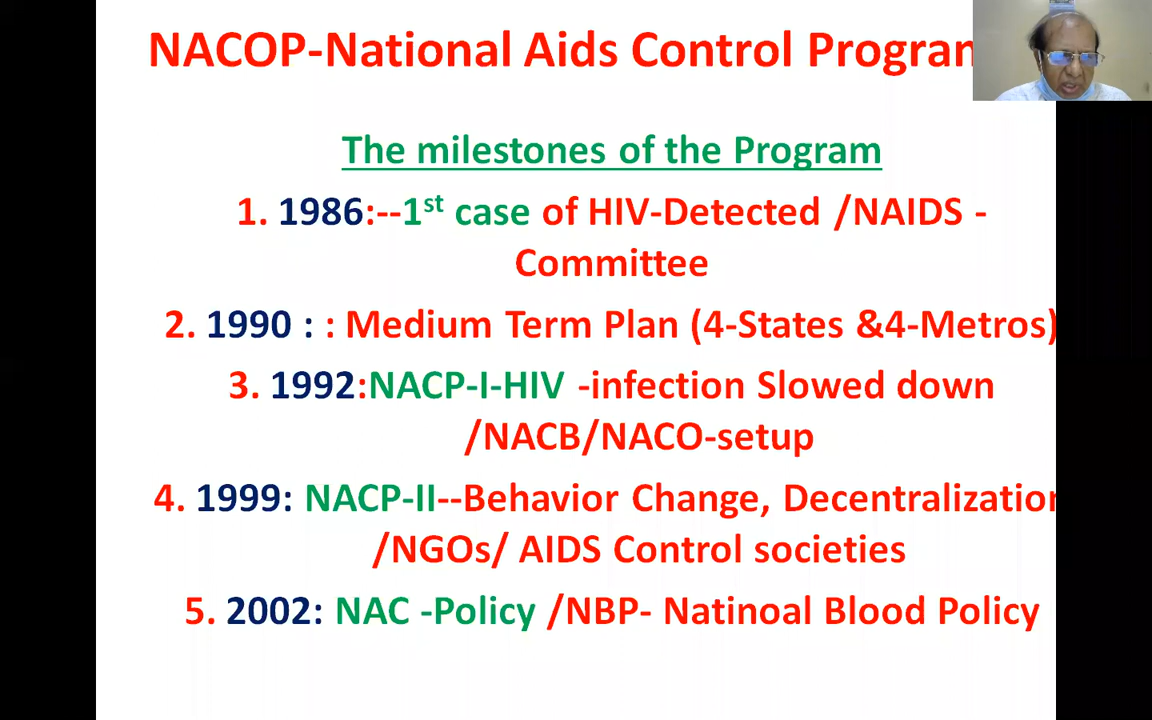 NACOP-National Aids Control Program
The milestones of the Program
1. 1986:--1st case of HIV-Detected /NAIDS -
Committee
2. 1990 : : Medium Term Plan (4-States &4-Metros)
3. 1992:NACP-I-HIV -infection Slowed down
/NACB/NACO-setup
4. 1999: NACP-II--Behavior Change, Decentralization
/NGOs/ AIDS Control societies
5. 2002: NAC -Policy /NBP- Natinoal Blood Policy